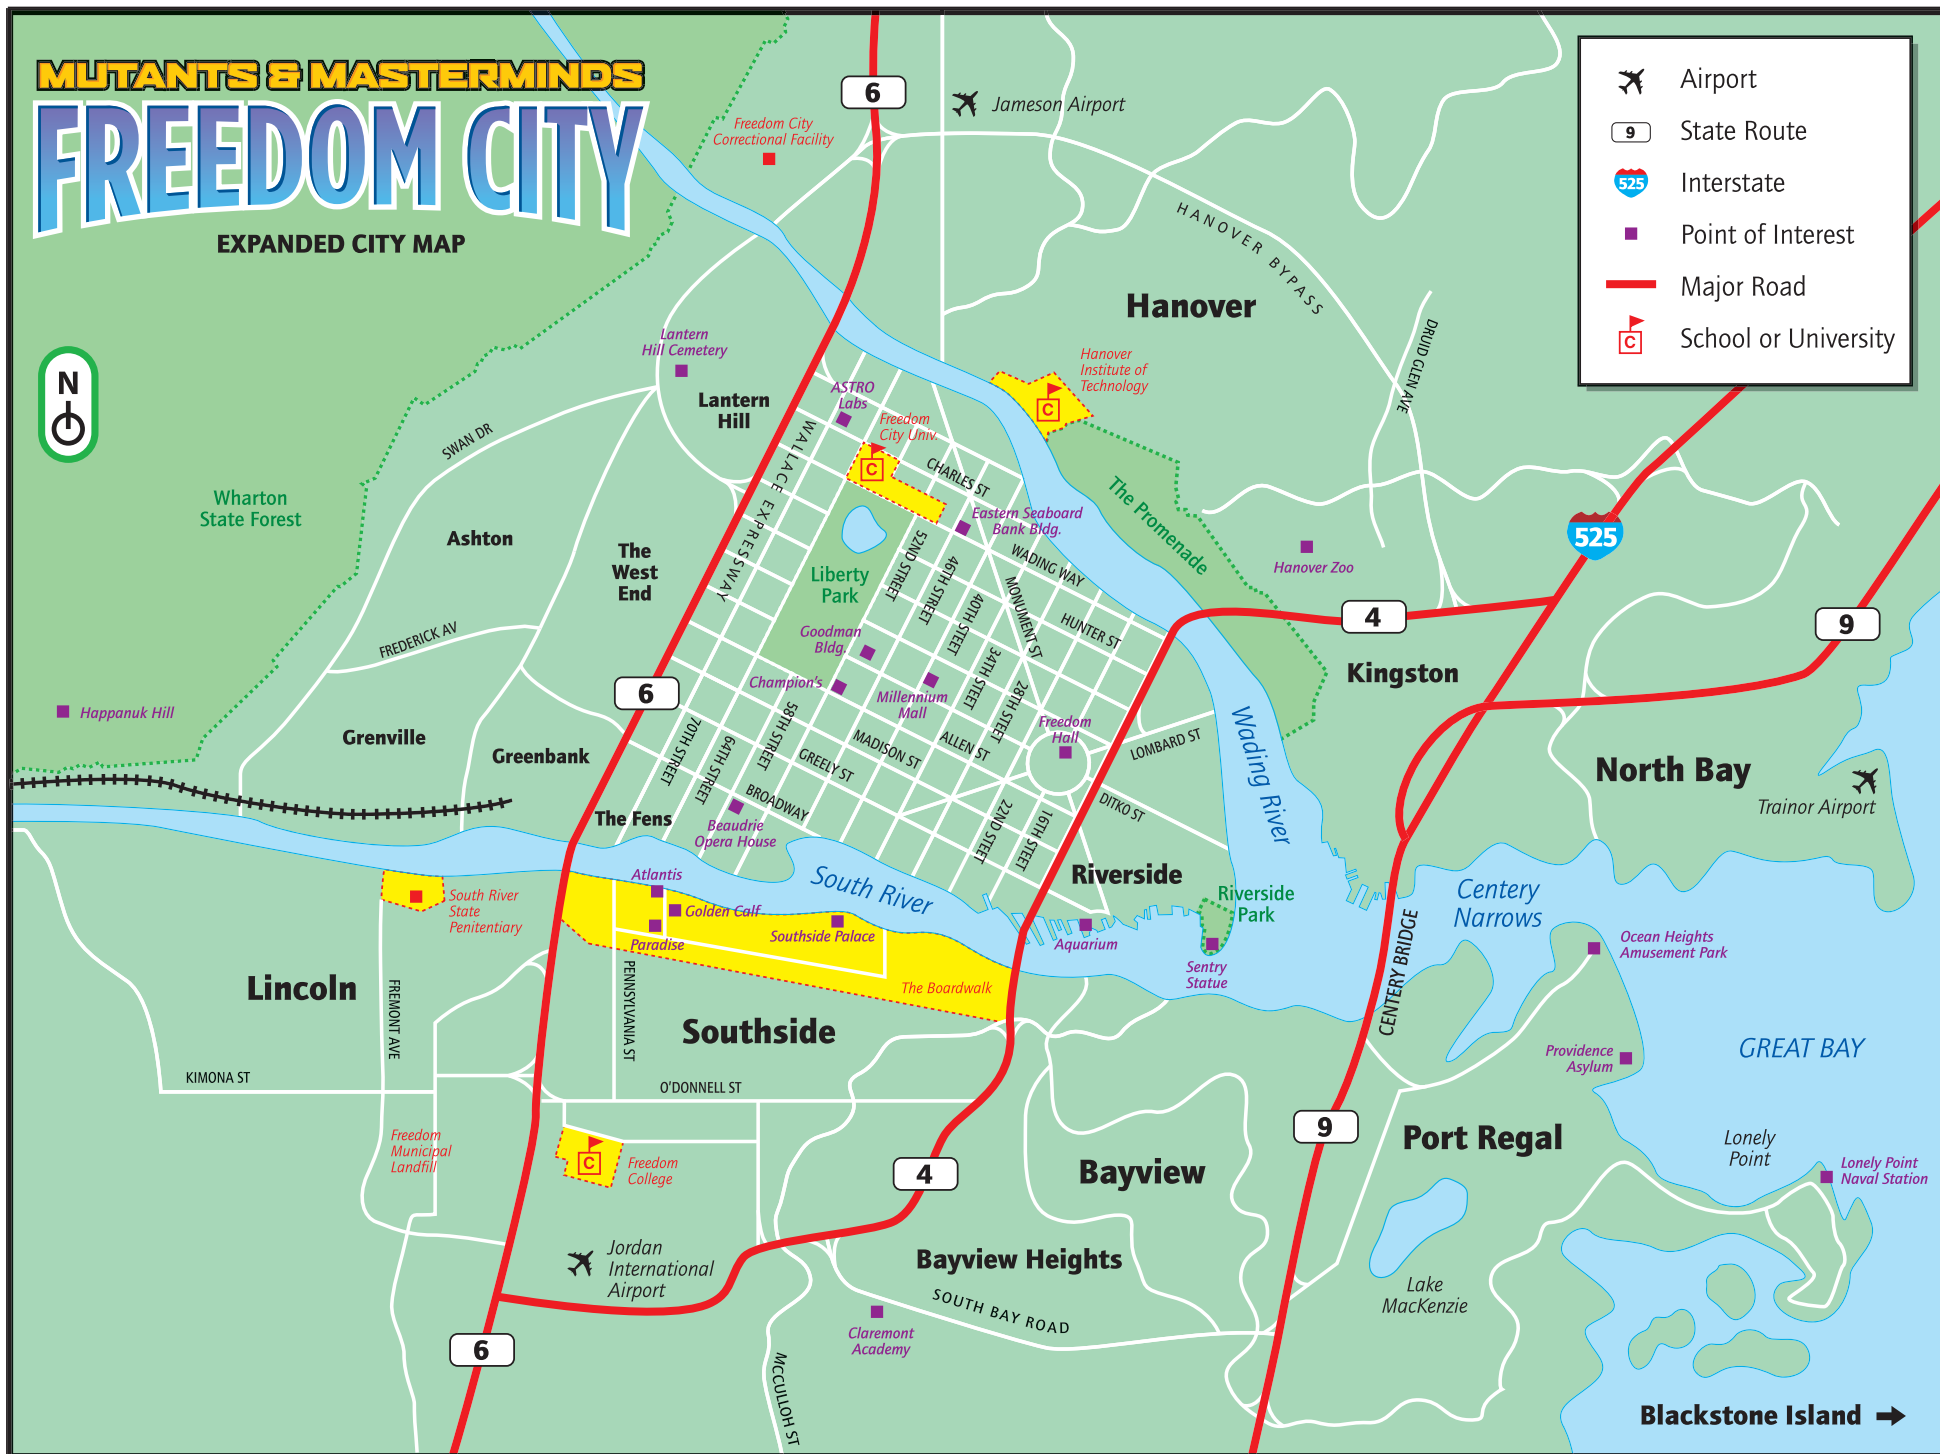 MUTANTS & MASTERMINDS
FREEDOM CITY
EXPANDED CITY MAP
Airport
9
State Route
525
Interstate
Point of Interest
Major Road
C
School or University
N
6
Jameson Airport
Freedom City
Correctional Facility
HANOVER BYPASS
Hanover
DRUID GLEN AVE
Lantern
Hill Cemetery
Lantern
Hill
ASTRO
Labs
Freedom
City Univ.
C
Hanover
Institute of
Technology
C
SWAN DR
WALLACE EXPRESSWAY
CHARLES ST
Wharton
State Forest
Ashton
The
West
End
Eastern Seaboard
Bank Bldg.
The Promenade
Hanover Zoo
525
Liberty
Park
52ND STREET
46TH STREET
40TH STEET
34TH STEET
28TH STEET
WADING WAY
MONUMENT ST
HUNTER ST
4
9
FREDERICK AV
Goodman
Bldg.
Champion's
Millennium
Mall
Kingston
6
Happanuk Hill
Grenville
Greenbank
70TH STREET
64TH STREET
58TH STREET
MADISON ST
ALLEN ST
GREELY ST
BROADWAY
Freedom
Hall
LOMBARD ST
Wading River
North Bay
Trainor Airport
The Fens
Beaudrie
Opera House
22ND STEET
16TH STEET
DITKO ST
Riverside
Riverside
Park
South River
Centery
Narrows
Atlantis
Golden Calf
Paradise
Southside Palace
South River
State
Penitentiary
Aquarium
Sentry
Statue
CENTERY BRIDGE
Ocean Heights
Amusement Park
Lincoln
FREMONT AVE
PENNSYLVANIA ST
The Boardwalk
Southside
Providence
Asylum
GREAT BAY
KIMONA ST
O'DONNELL ST
Freedom
Municipal
Landfill
C
Freedom
College
4
9
Bayview
Port Regal
Lonely
Point
Lonely Point
Naval Station
Jordan
International
Airport
Bayview Heights
SOUTH BAY ROAD
Lake
MacKenzie
6
Claremont
Academy
MCCULLOH ST
Blackstone Island